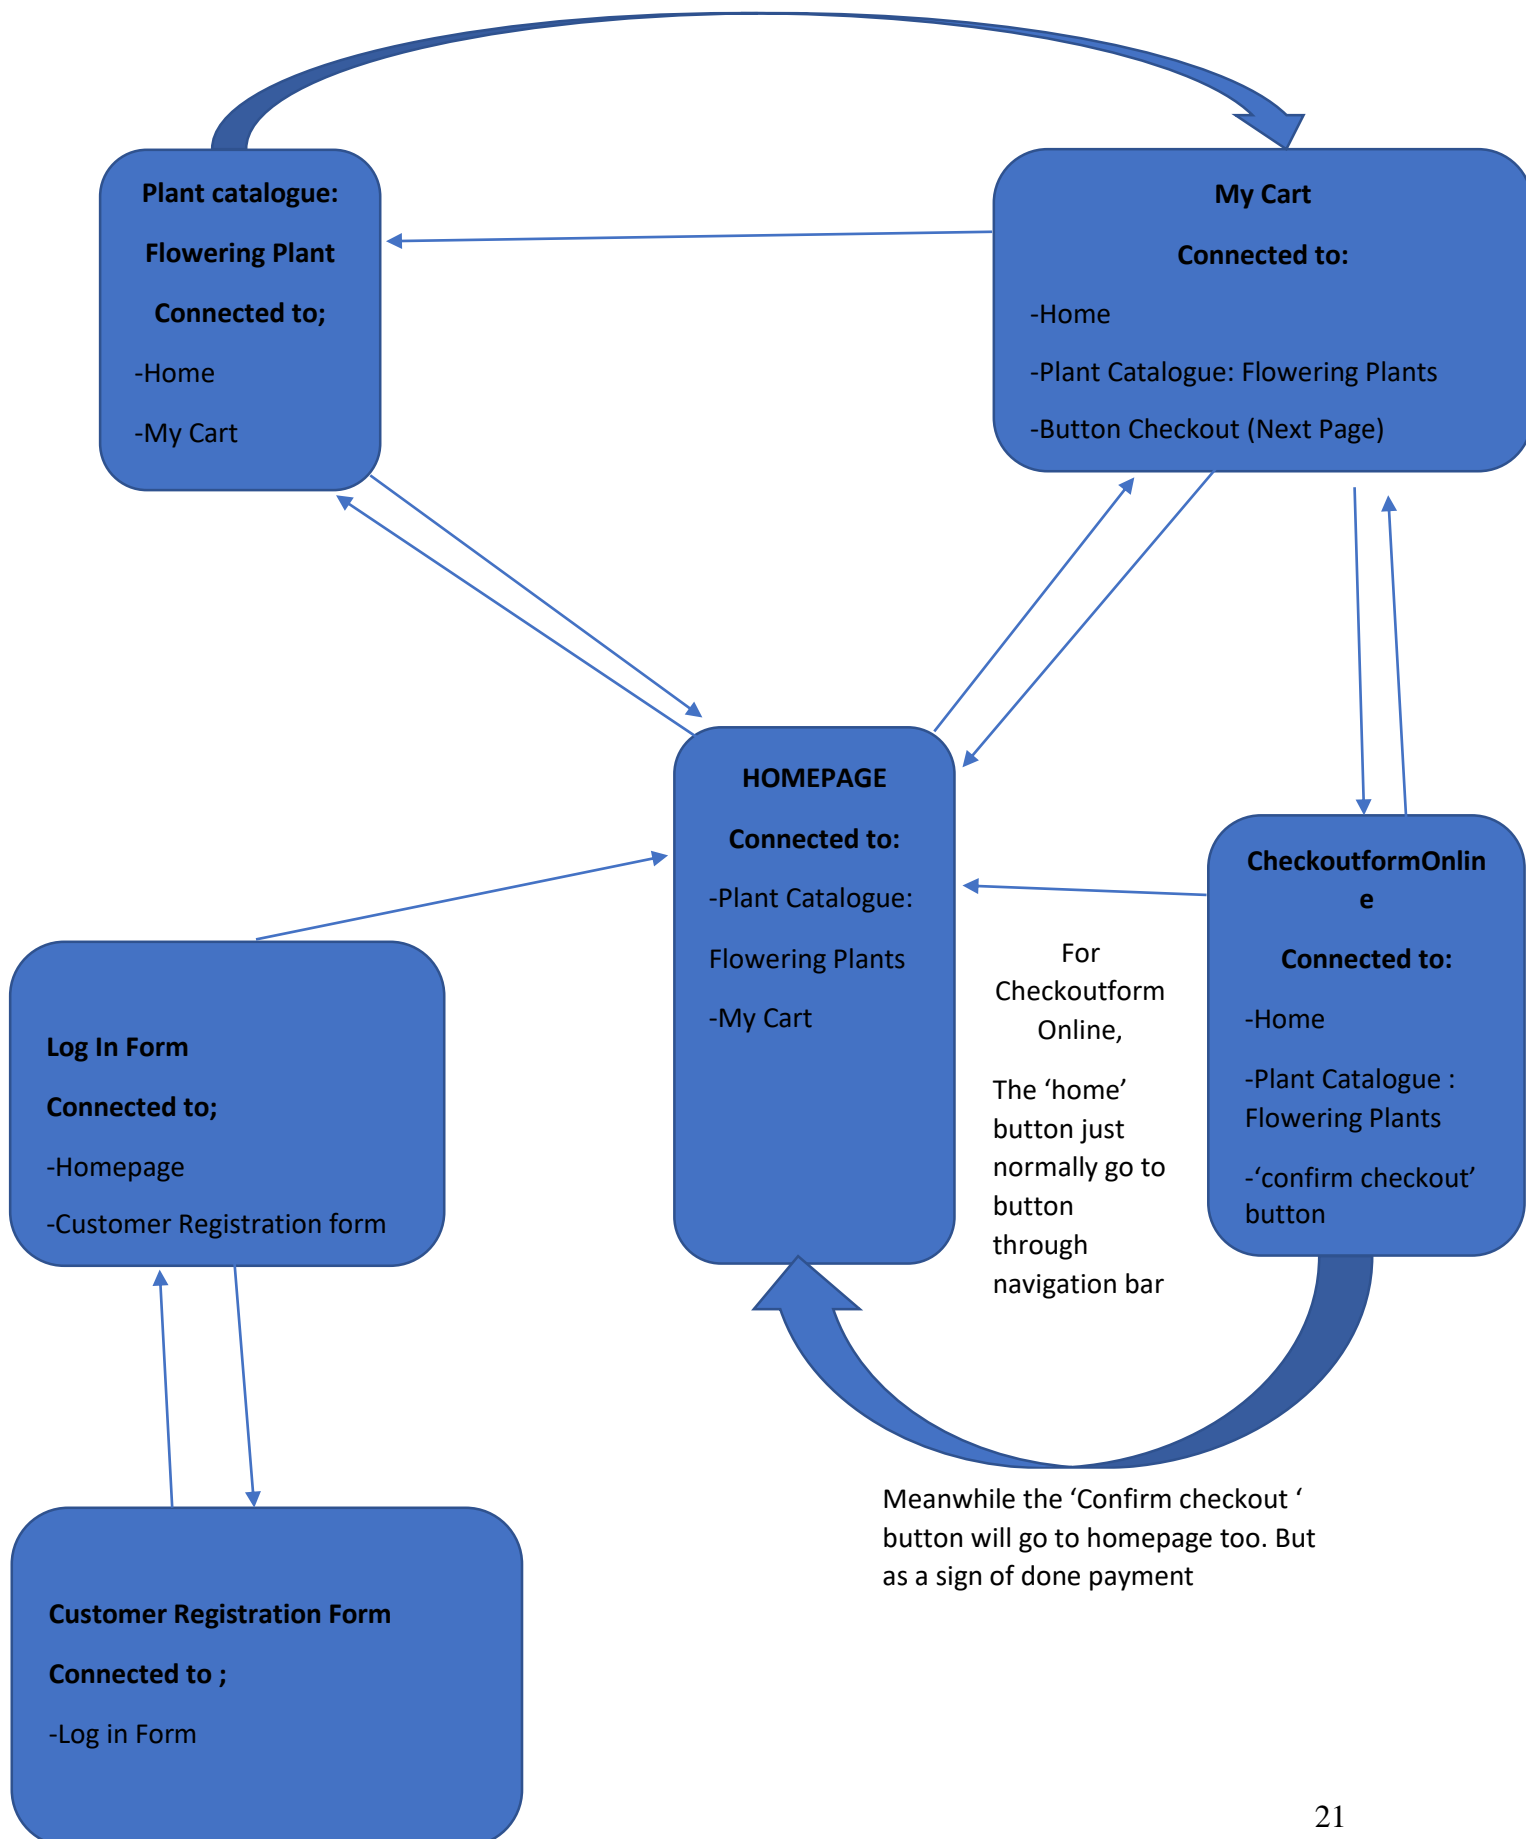 Plant catalogue:
Flowering Plant
Connected to;
-Home
-My Cart
My Cart
Connected to:
-Home
-Plant Catalogue: Flowering Plants
-Button Checkout (Next Page)
HOMEPAGE
Connected to:
-Plant Catalogue:
Flowering Plants
-My Cart
CheckoutformOnlin
e
Connected to:
-Home
-Plant Catalogue :
Flowering Plants
-‘confirm checkout’
button
For
Checkoutform
Online,
The ‘home’
button just
normally go to
button
through
navigation bar
Log In Form
Connected to;
-Homepage
-Customer Registration form
Meanwhile the ‘Confirm checkout ‘
button will go to homepage too. But
as a sign of done payment
Customer Registration Form
Connected to ;
-Log in Form
21